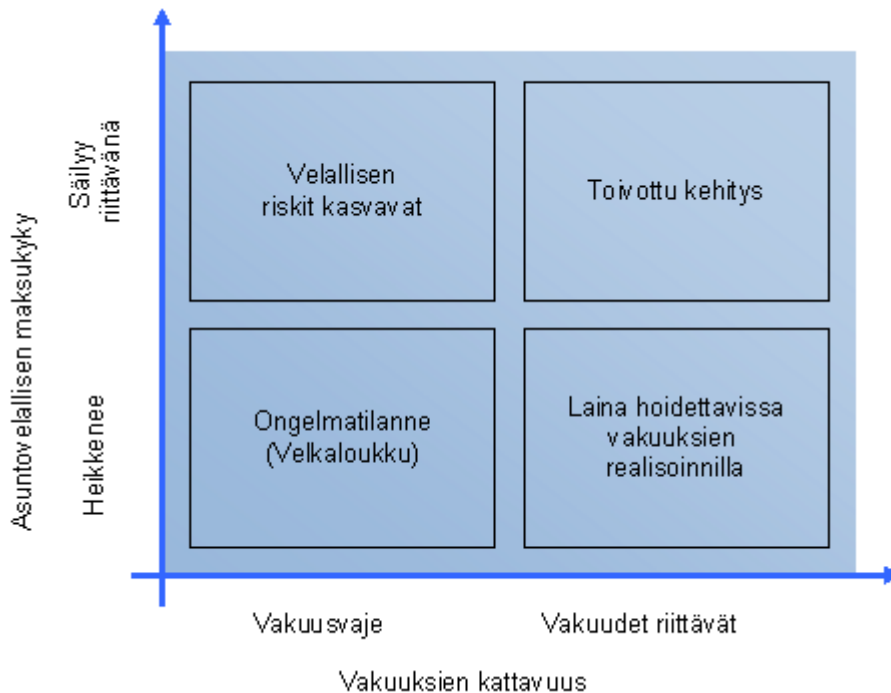 Asuntovelallisen maksukyky
Säilyy
riittävänä
Heikkenee
Velallisen
riskit kasvavat
Toivottu kehitys
Ongelmatilanne
(Velkaloukku)
Laina hoidettavissa
vakuuksien
realisoinnilla
Vakuusvaje
Vakuudet riittävät
Vakuuksien kattavuus